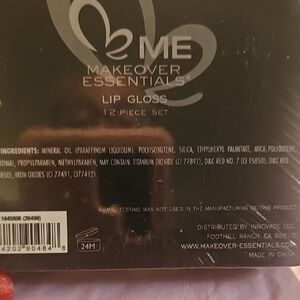 ME
MAKEOVER
ESSENTIALS®
LIP GLOSS
12 PIECE SET
INGREDIENTS: MINERAL OIL (PARAFFINUM LIQUIDUM), POLYISOBUTENE, SILICA, ETHYLHEXYL PALMITATE, MICA, POLYBUTENE,
PROPYLPARABEN, METHYLPARABEN, MAY CONTAIN: TITANIUM DIOXIDE (CI 77891), D&C RED NO. 7 (CI 15850), D&C RED
IRON OXIDES (CI 77491, CI77492)
ANIMAL TESTING WAS NOT USED IN THE MANUFACTURING OF THIS PRODUCT
24M
DISTRIBUTED BY INNOVAGE LLC
FOOTHILL RANCH, CA 92610
WWW.MAKEOVER-ESSENTIALS.COM
MADE IN CHINA